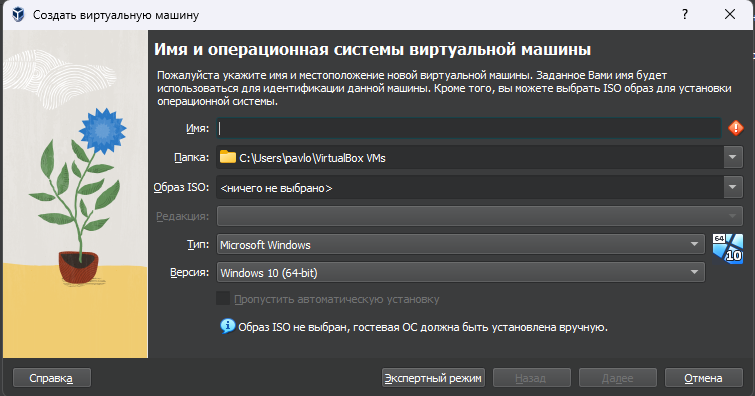 Создать виртуальную машину
?
Имя и операционная системы виртуальной машины
Пожалуйста укажите имя и местоположение новой виртуальной машины. Заданное Вами имя будет
использоваться для идентификации данной машины. Кроме того, вы можете выбрать ISO образ для установки
операционной системы.
Имя:
Папка: C:\Users\pavlo\VirtualBox VMs
Образ ISO: <ничего не выбрано>
Редакция:
Тип: Microsoft Windows 64
10
Версия: Windows 10 (64-bit)
Пропустить автоматическую установку
Образ ISO не выбран, гостевая ОС должна быть установлена вручную.
Справка Экспертный режим Назад Далее Отмена